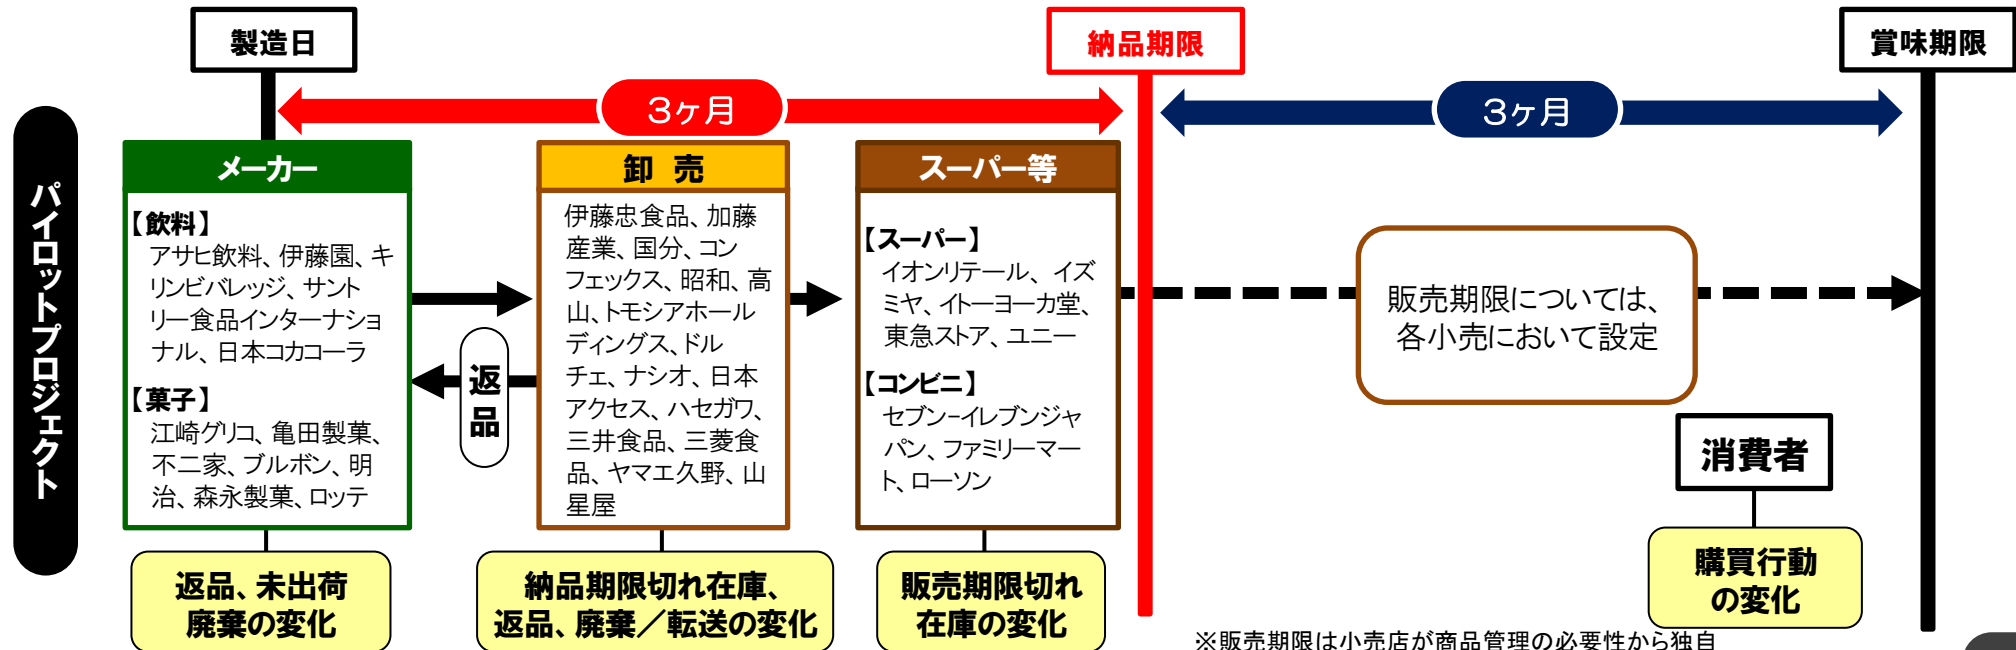 製造日
納品期限
賞味期限
3ヶ月
3ヶ月
パイロットプロジェクト
メーカー
【飲料】
アサヒ飲料、伊藤園、キ
リンビバレッジ、サント
リー食品インターナショ
ナル、日本コカコーラ
【菓子】
江崎グリコ、亀田製菓、
不二家、ブルボン、明
治、森永製菓、ロッテ
返品
卸 売
伊藤忠食品、加藤
産業、国分、コン
フェックス、昭和、高
山、トモシアホール
ディングス、ドル
チェ、ナシオ、日本
アクセス、ハセガワ、
三井食品、三菱食
品、ヤマエ久野、山
星屋
スーパー等
【スーパー】
イオンリテール、イズ
ミヤ、イトーヨーカ堂、
東急ストア、ユニー
【コンビニ】
セブン-イレブンジャ
パン、ファミリーマー
ト、ローソン
販売期限については、
各小売において設定
消費者
返品、未出荷
廃棄の変化
納品期限切れ在庫、
返品、廃棄／転送の変化
販売期限切れ
在庫の変化
購買行動
の変化
※販売期限は小売店が商品管理の必要性から独自